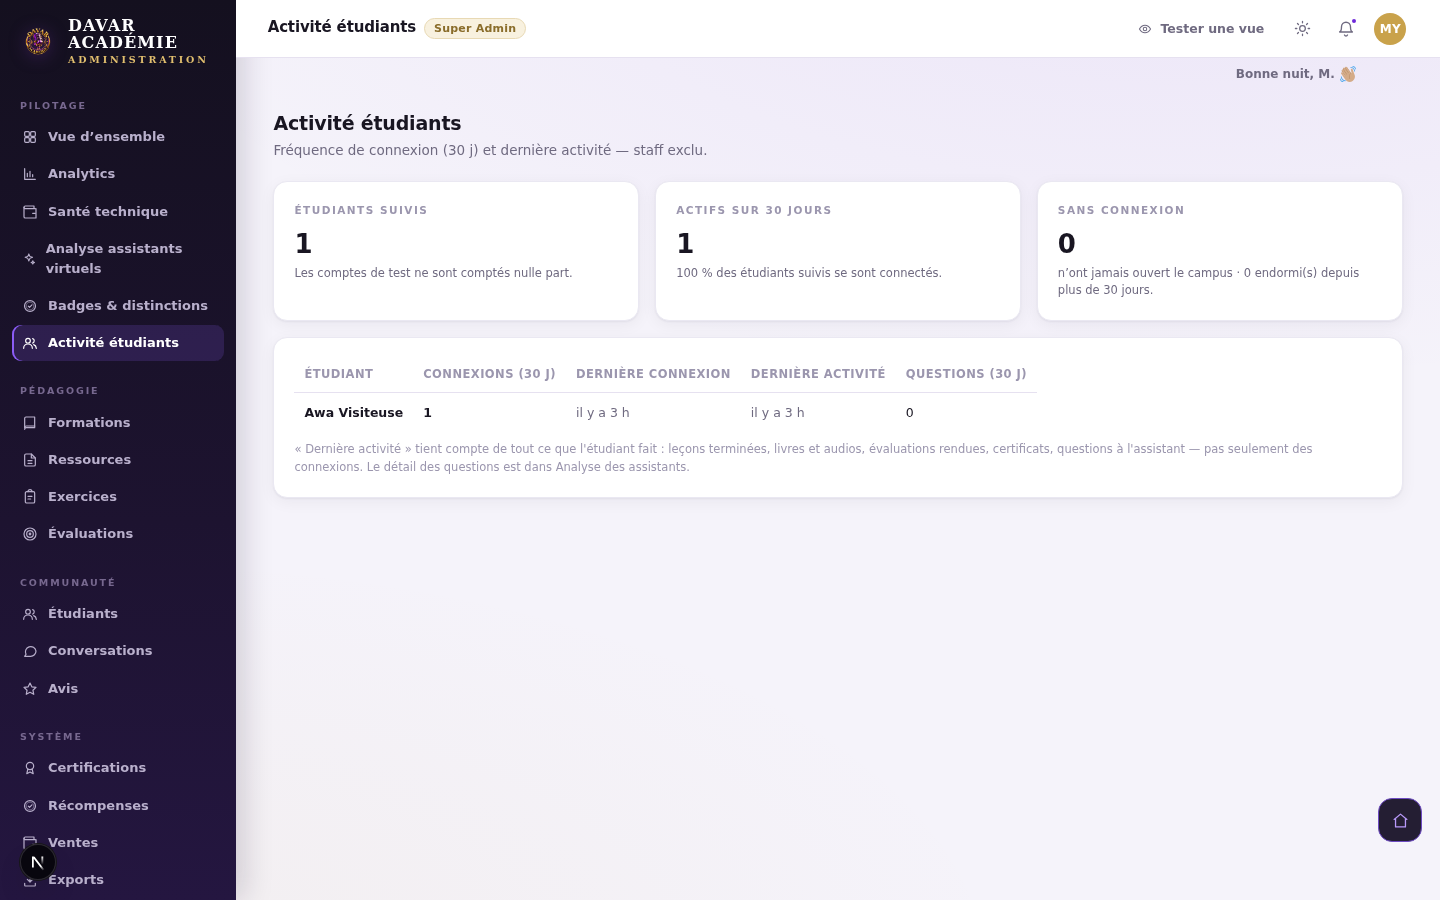 DAVAR
ACADÉMIE
ADMINISTRATION
PILOTAGE
Vue d’ensemble
Analytics
Santé technique
Analyse assistants
virtuels
Badges & distinctions
Activité étudiants
PÉDAGOGIE
Formations
Ressources
Exercices
Évaluations
COMMUNAUTÉ
Étudiants
Conversations
Avis
SYSTÈME
Certifications
Récompenses
Ventes
Exports
N
Activité étudiants Super Admin
Tester une vue
MY
Bonne nuit, M. 👋🏽
Activité étudiants
Fréquence de connexion (30 j) et dernière activité — staff exclu.
ÉTUDIANTS SUIVIS
1
Les comptes de test ne sont comptés nulle part.
ACTIFS SUR 30 JOURS
1
100 % des étudiants suivis se sont connectés.
SANS CONNEXION
0
n’ont jamais ouvert le campus · 0 endormi(s) depuis
plus de 30 jours.
ÉTUDIANT CONNEXIONS (30 J) DERNIÈRE CONNEXION DERNIÈRE ACTIVITÉ QUESTIONS (30 J)
Awa Visiteuse 1 il y a 3 h il y a 3 h 0
« Dernière activité » tient compte de tout ce que l'étudiant fait : leçons terminées, livres et audios, évaluations rendues, certificats, questions à l'assistant — pas seulement des
connexions. Le détail des questions est dans Analyse des assistants.